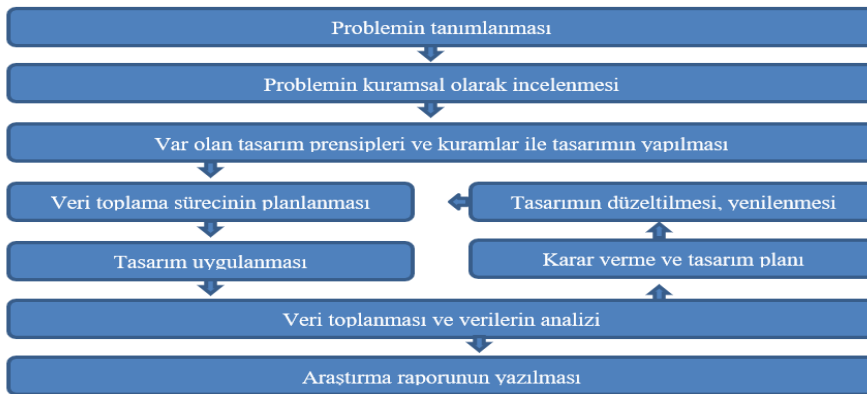 Problemin tanımlanması
Problemin kuramsal olarak incelenmesi
Var olan tasarım prensipleri ve kuramlar ile tasarımın yapılması
Veri toplama sürecinin planlanması
Tasarımın düzeltilmesi, yenilenmesi
Tasarım uygulanması
Karar verme ve tasarım planı
Veri toplanması ve verilerin analizi
Araştırma raporunun yazılması